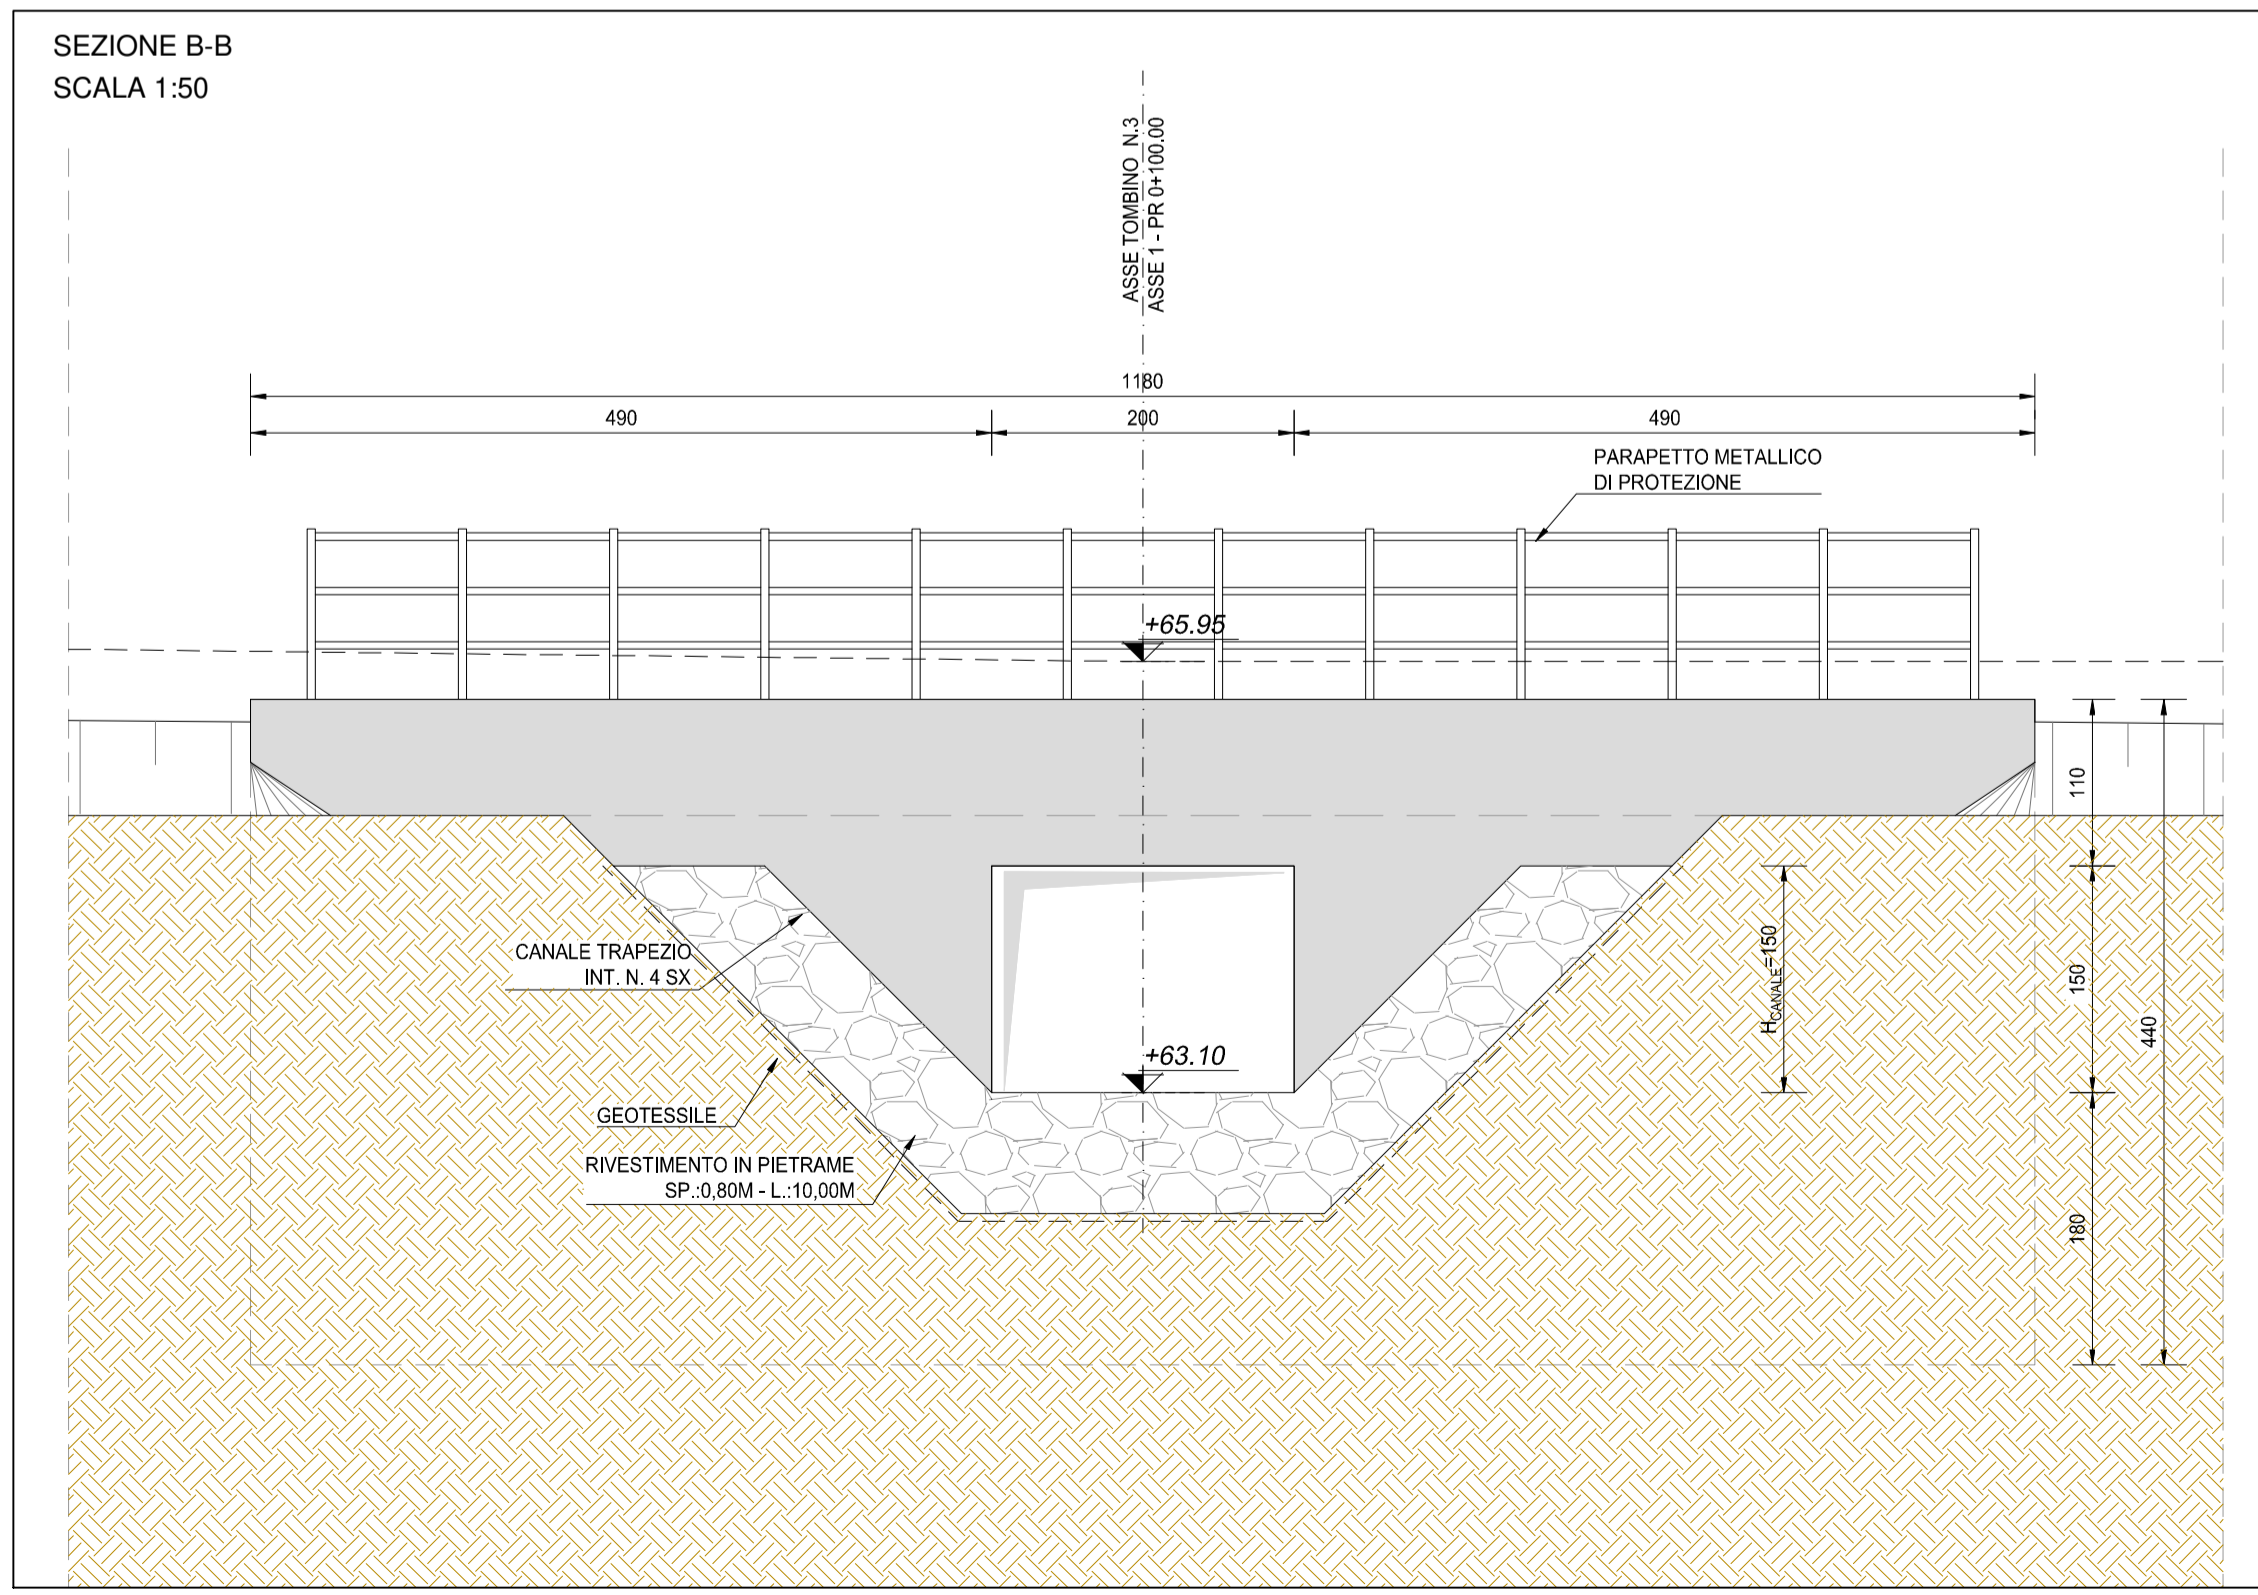 SEZIONE B-B
SCALA 1:50
ASSE TOMBINO N.3
ASSE 1 - PR 0+100.00
1180
490
200
490
PARAPETTO METALLICO
DI PROTEZIONE
+65.95
110
CANALE TRAPEZIO
INT. N. 4 SX
HCANALE=150
150
440
+63.10
GEOTESSILE
RIVESTIMENTO IN PIETRAME
SP.:0,80M - L.:10,00M
180